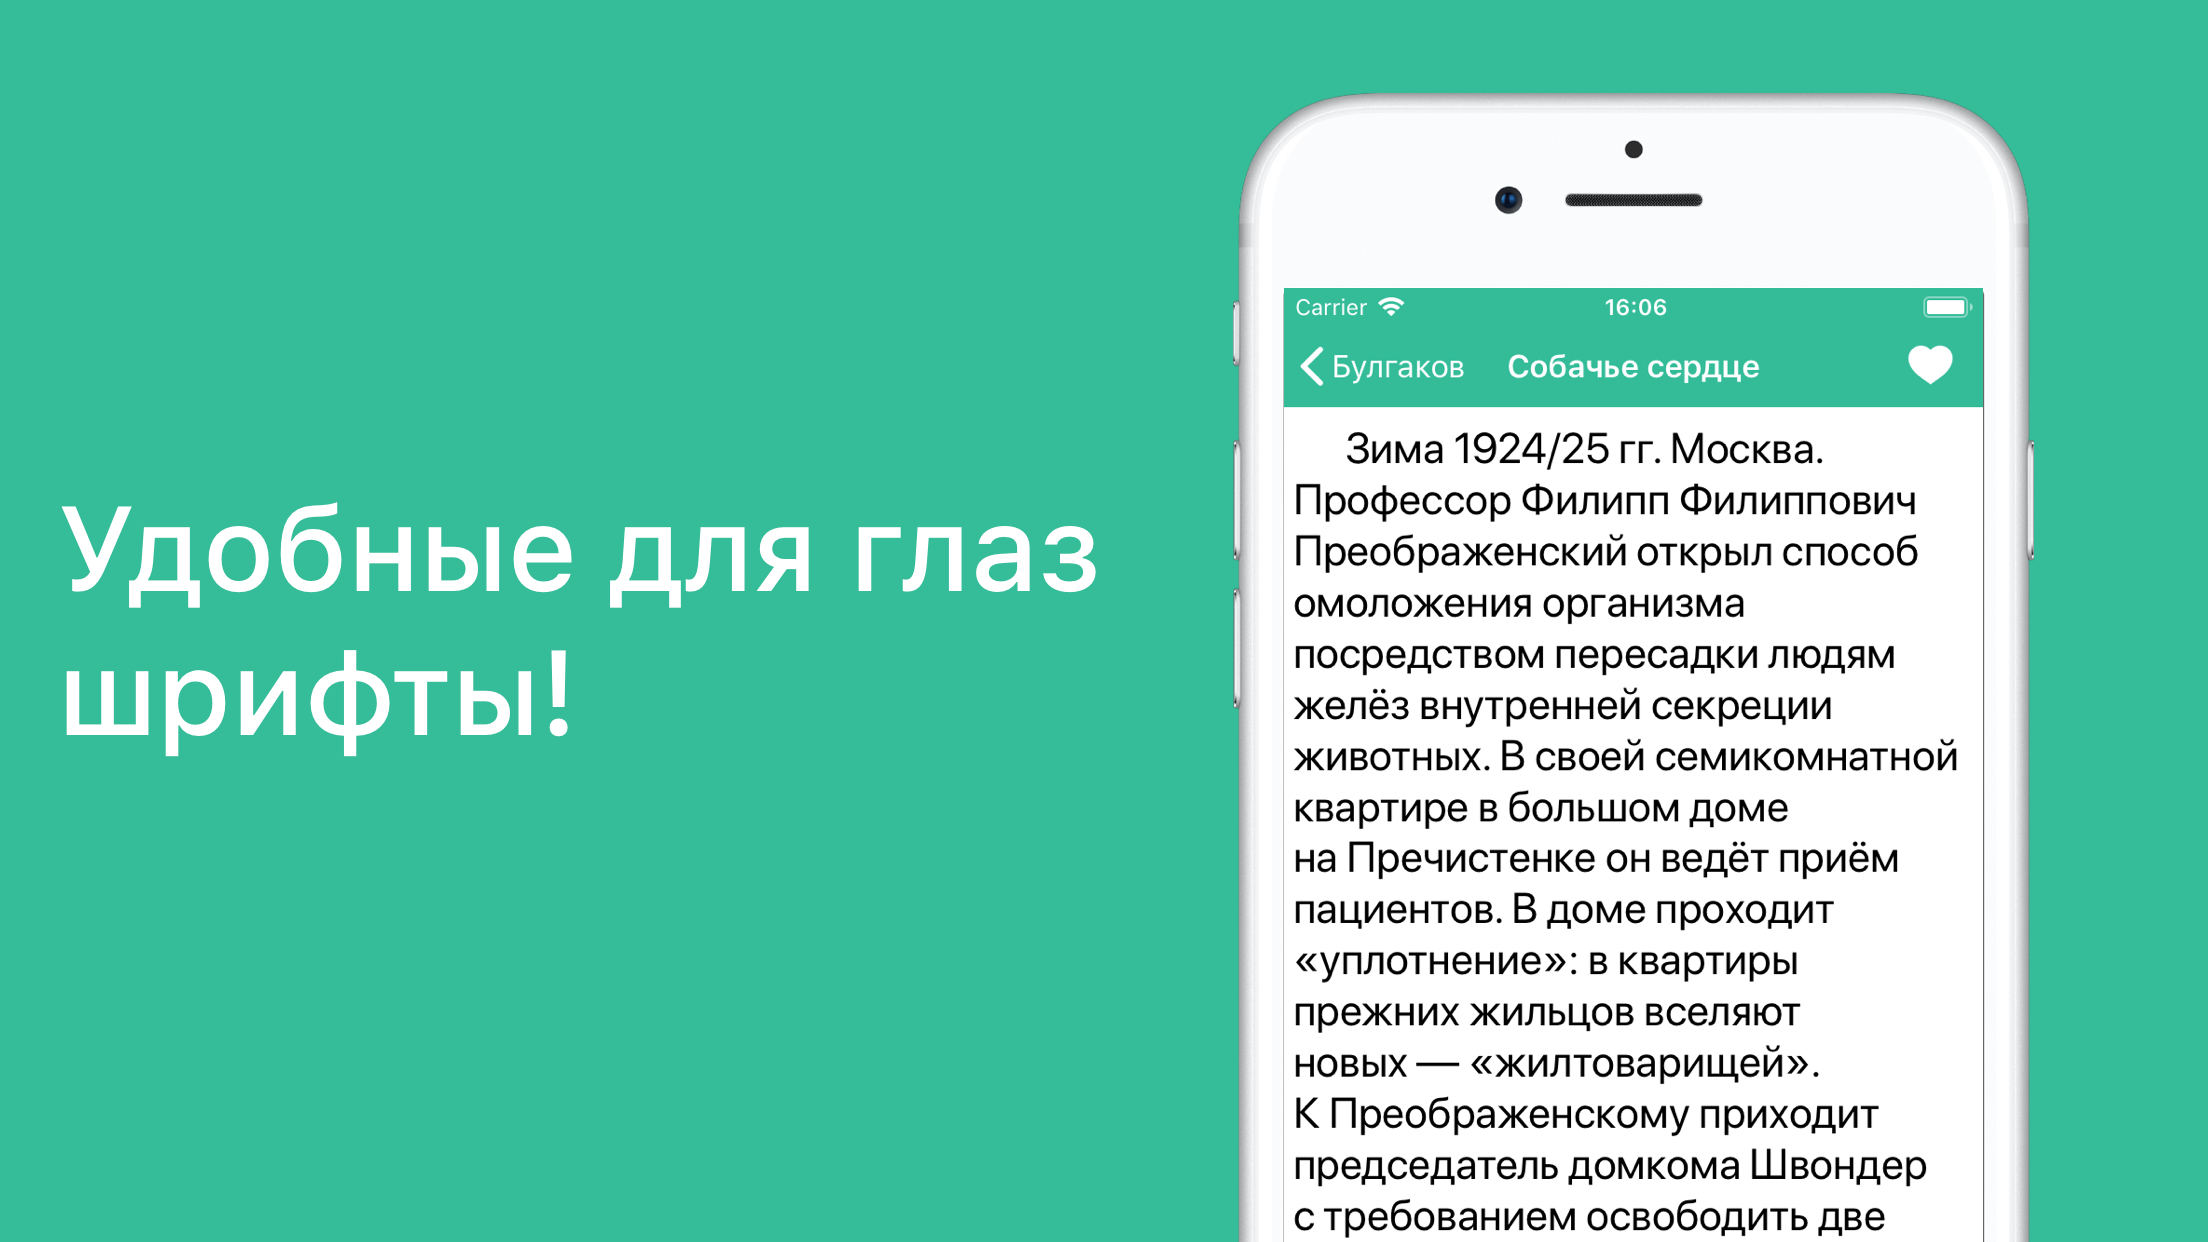 Удобные для глаз
шрифты!
Carrier 16:06
Булгаков Собачье сердце
Зима 1924/25 гг. Москва.
Профессор Филипп Филиппович
Преображенский открыл способ
омоложения организма
посредством пересадки людям
желёз внутренней секреции
животных. В своей семикомнатной
квартире в большом доме
на Пречистенке он ведёт приём
пациентов. В доме проходит
«уплотнение»: в квартиры
прежних жильцов вселяют
новых — «жилтоварищей».
К Преображенскому приходит
председатель домкома Швондер
с требованием освободить две